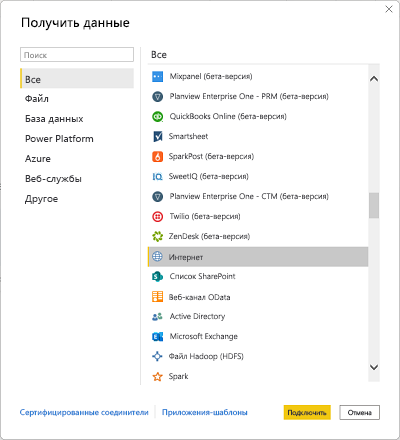 Получить данные
Поиск
Все
Файл
База данных
Power Platform
Azure
Веб-службы
Другое
Все
Mixpanel (бета-версия)
Planview Enterprise One - PRM (бета-версия)
QuickBooks Online (бета-версия)
Smartsheet
SparkPost (бета-версия)
SweetIQ (бета-версия)
Planview Enterprise One - CTM (бета-версия)
Twilio (бета-версия)
ZenDesk (бета-версия)
Интернет
Список SharePoint
Веб-канал OData
Active Directory
Microsoft Exchange
Файл Hadoop (HDFS)
Spark
Сертифицированные соединители
Приложения-шаблоны
Подключить
Отмена